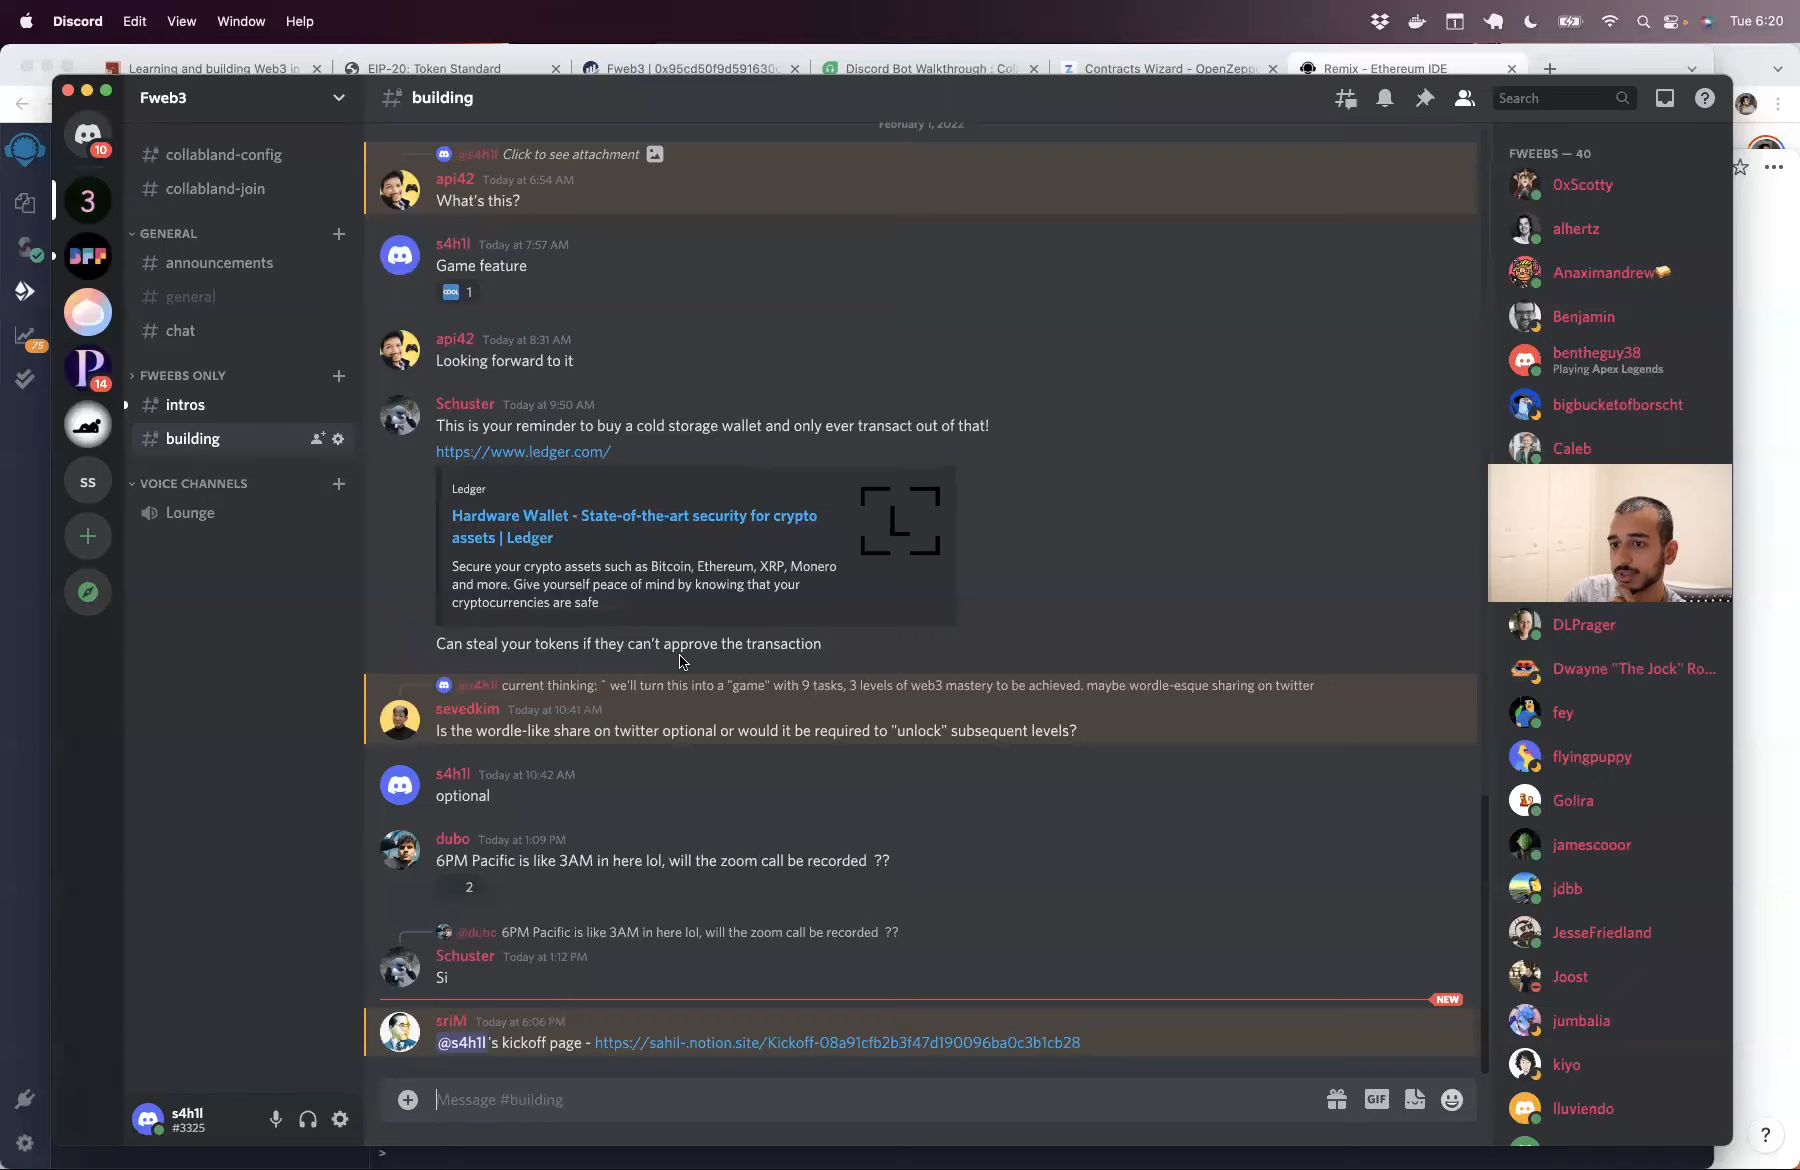 Discord Edit View Window Help
Tue 6:20
Learning and building Web3 in
EIP-20: Token Standard
Fweb3 | 0x95cd50f9d591630c
Discord Bot Walkthrough : Coll
Contracts Wizard - OpenZeppe
Remix - Ethereum IDE
Fweb3
building
Search
February 1, 2022
10
3
14
ss
75
collabland-config
collabland-join
GENERAL
announcements
general
chat
FWEEBS ONLY
intros
building
VOICE CHANNELS
Lounge
s4h1l
#3325
@s4h1l Click to see attachment
api42 Today at 6:54 AM
What's this?
s4h1l Today at 7:57 AM
Game feature
COOL 1
api42 Today at 8:31 AM
Looking forward to it
Schuster Today at 9:50 AM
This is your reminder to buy a cold storage wallet and only ever transact out of that!
https://www.ledger.com/
Ledger
Hardware Wallet - State-of-the-art security for crypto
assets | Ledger
Secure your crypto assets such as Bitcoin, Ethereum, XRP, Monero
and more. Give yourself peace of mind by knowing that your
cryptocurrencies are safe
Can steal your tokens if they can't approve the transaction
@s4h1l current thinking: ^ we'll turn this into a "game" with 9 tasks, 3 levels of web3 mastery to be achieved. maybe wordle-esque sharing on twitter
sevedkim Today at 10:41 AM
Is the wordle-like share on twitter optional or would it be required to "unlock" subsequent levels?
s4h1l Today at 10:42 AM
optional
dubo Today at 1:09 PM
6PM Pacific is like 3AM in here lol, will the zoom call be recorded ??
2
@dubo 6PM Pacific is like 3AM in here lol, will the zoom call be recorded ??
Schuster Today at 1:12 PM
Si
NEW
sriM Today at 6:06 PM
@s4h1l 's kickoff page - https://sahil-.notion.site/Kickoff-08a91cfb2b3f47d190096ba0c3b1cb28
Message #building
GIF
FWEEBS — 40
0xScotty
alhertz
Anaximandrew
Benjamin
bentheguy38
Playing Apex Legends
bigbucketofborscht
Caleb
DLPrager
Dwayne "The Jock" Ro...
fey
flyingpuppy
Golira
jamescooor
jdbb
JesseFriedland
Joost
jumbalia
kiyo
lluviendo